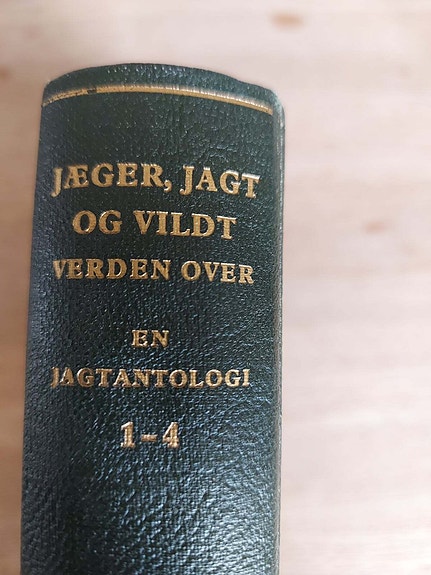 JÆGER, JAGT
OG VILDT
VERDEN OVER
EN
JAGTANTOLOGI
1-4